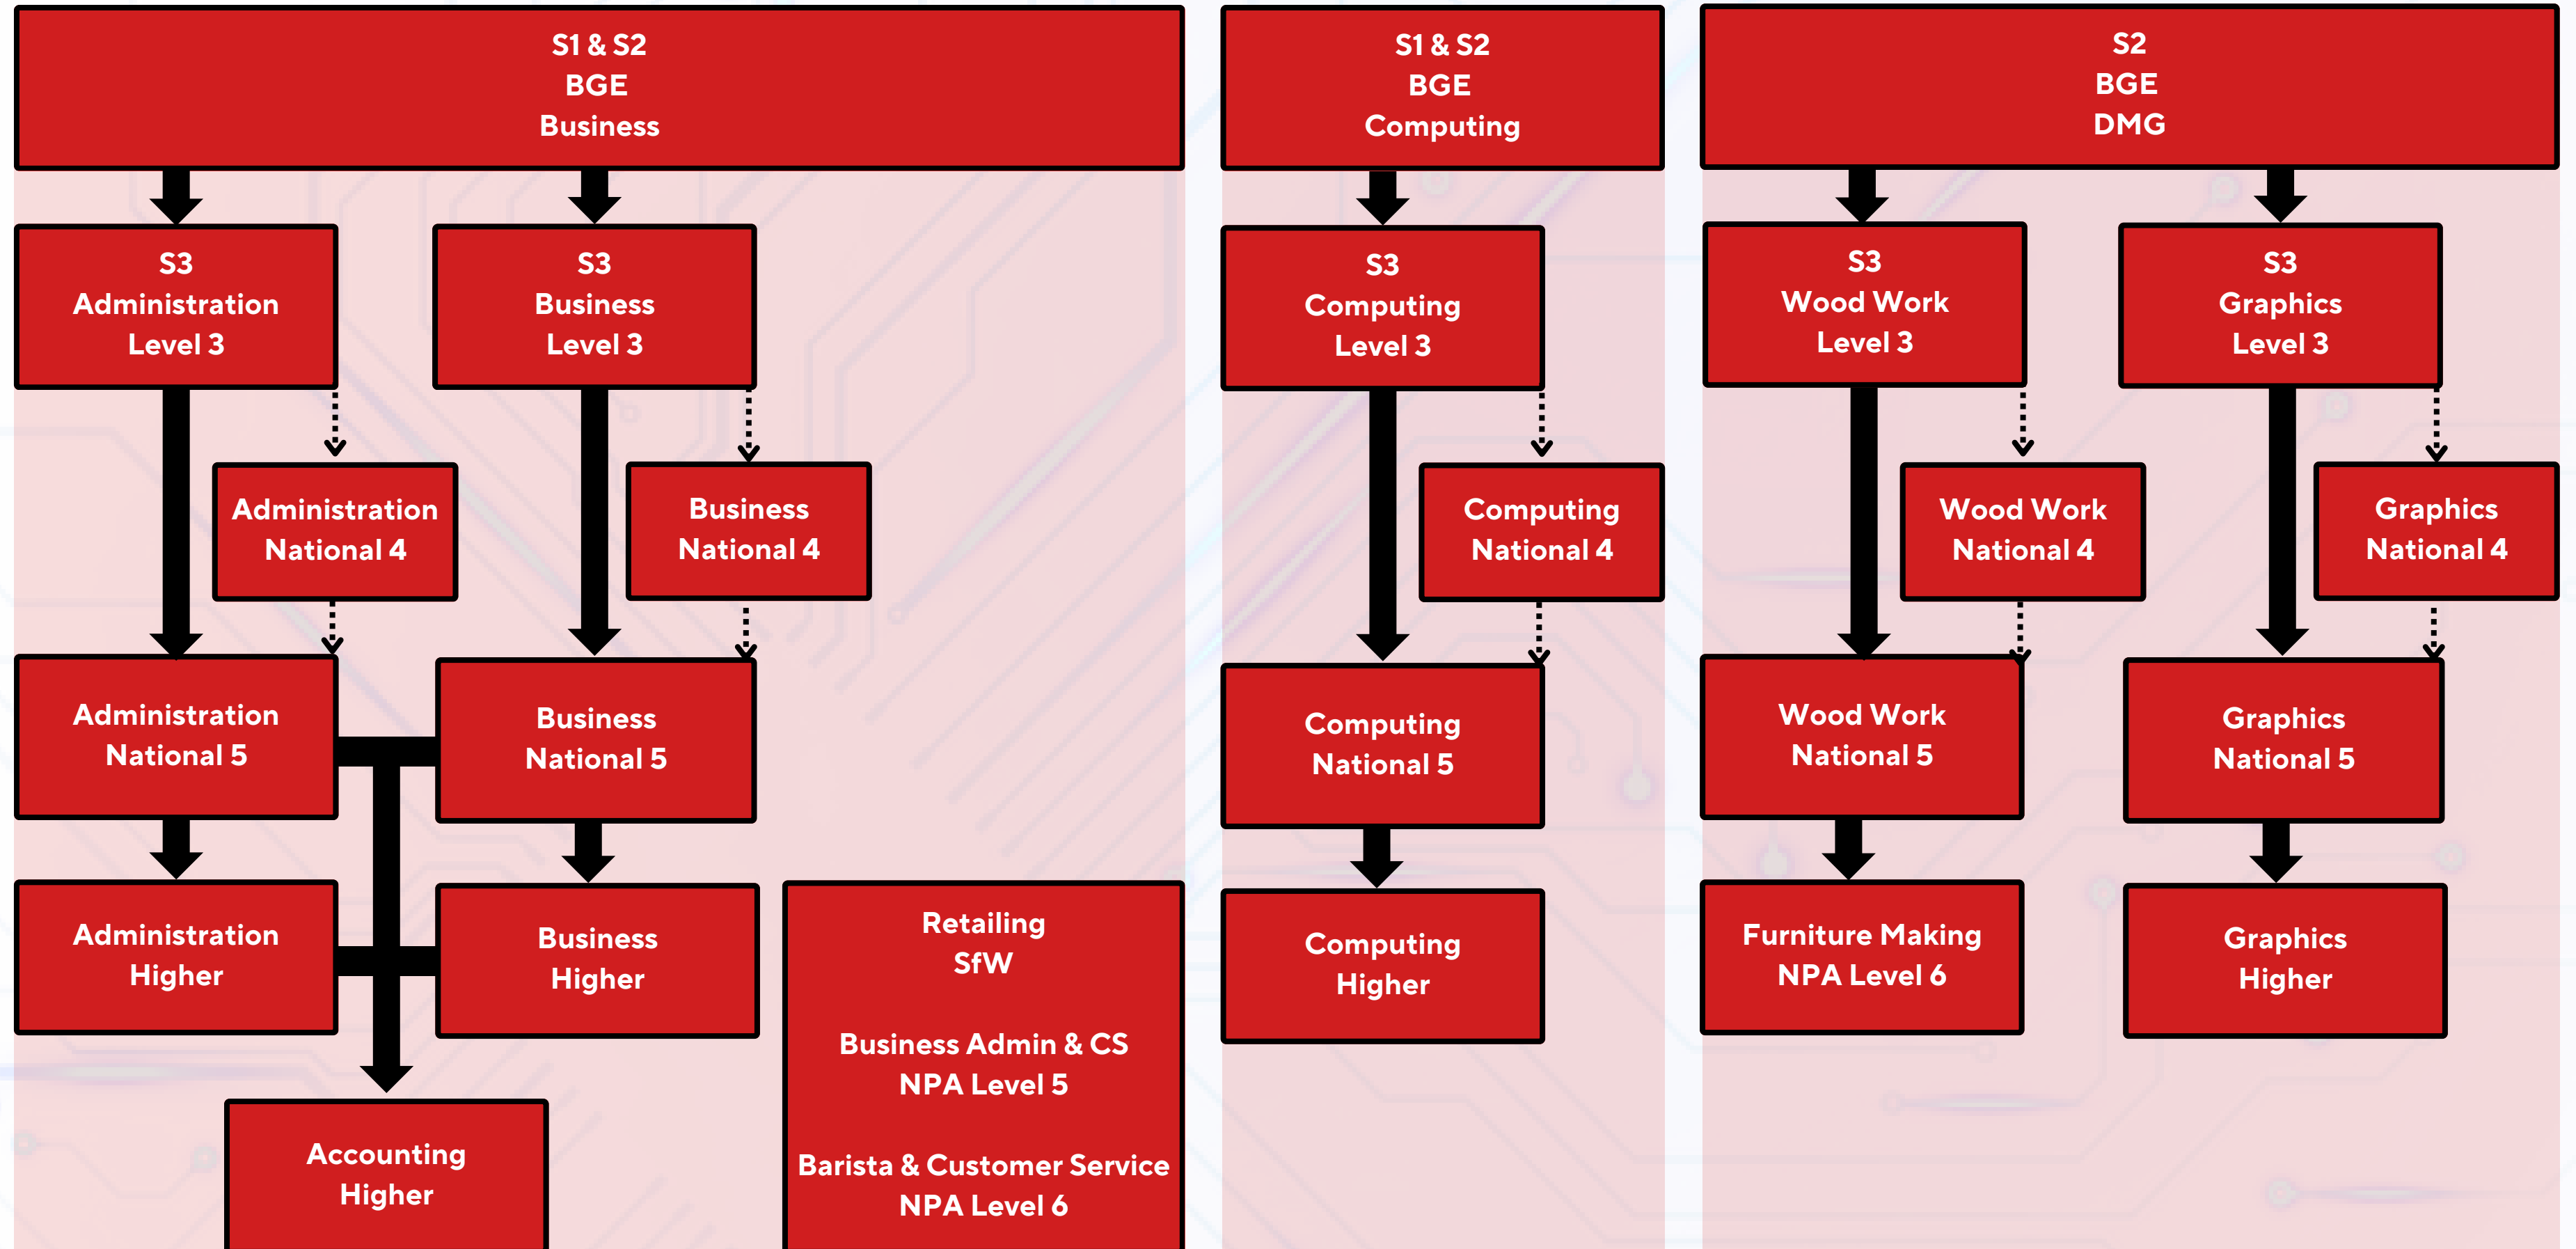 S1 & S2
BGE
Business
S1 & S2
BGE
Computing
S2
BGE
DMG
S3
Administration
Level 3
S3
Business
Level 3
S3
Computing
Level 3
S3
Wood Work
Level 3
S3
Graphics
Level 3
Administration
National 4
Business
National 4
Computing
National 4
Wood Work
National 4
Graphics
National 4
Administration
National 5
Business
National 5
Computing
National 5
Wood Work
National 5
Graphics
National 5
Administration
Higher
Business
Higher
Retailing
SfW
Business Admin & CS
NPA Level 5
Barista & Customer Service
NPA Level 6
Computing
Higher
Furniture Making
NPA Level 6
Graphics
Higher
Accounting
Higher